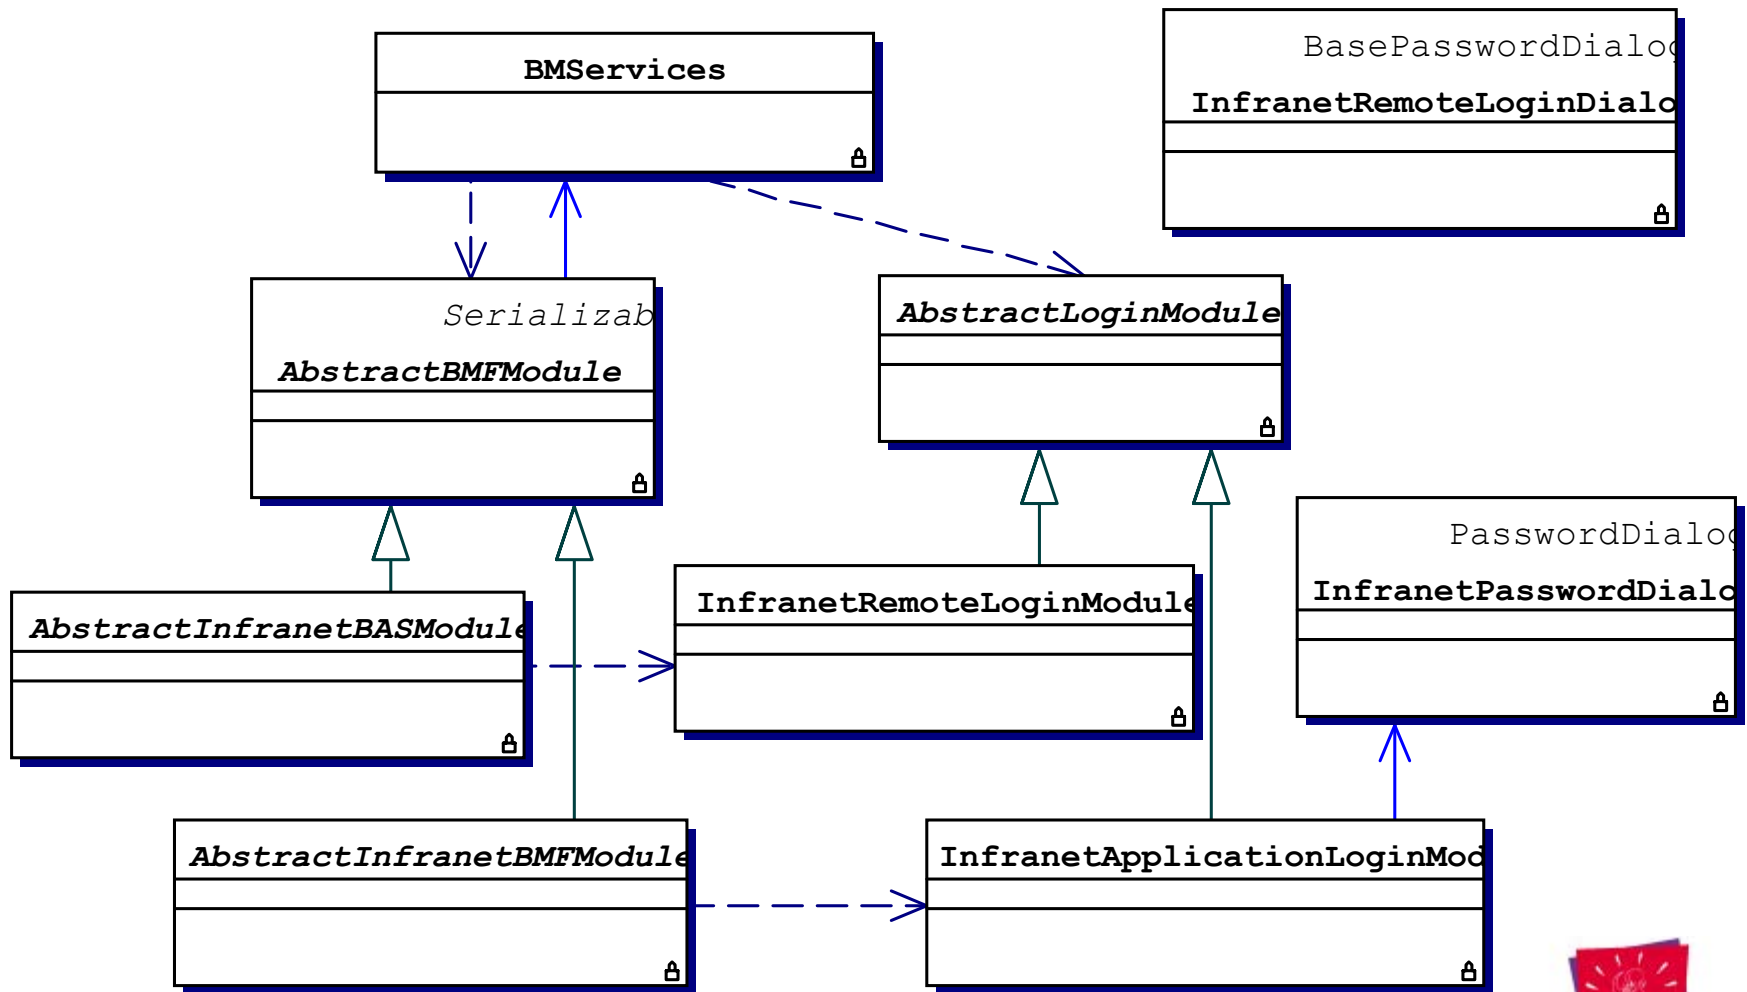 BMServices
BasePasswordDialog
InfranetRemoteLoginDialo
Serializab
AbstractBMFModule
AbstractLoginModule
PasswordDialog
InfranetPasswordDialo
InfranetRemoteLoginModule
AbstractInfranetBASModule
AbstractInfranetBMFModule
InfranetApplicationLoginMod